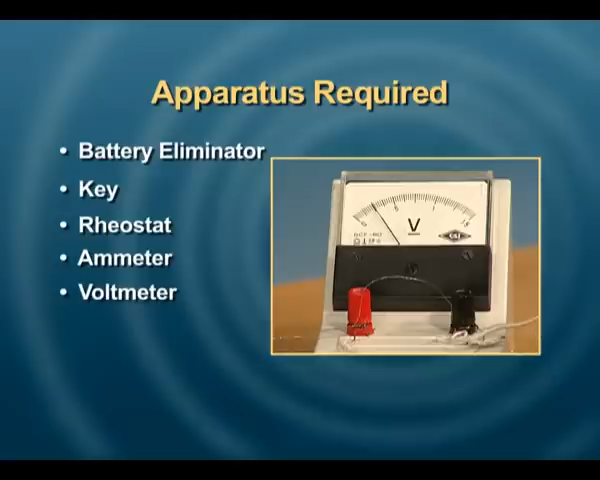 Apparatus Required
• Battery Eliminator
• Key
• Rheostat
• Ammeter
• Voltmeter
V